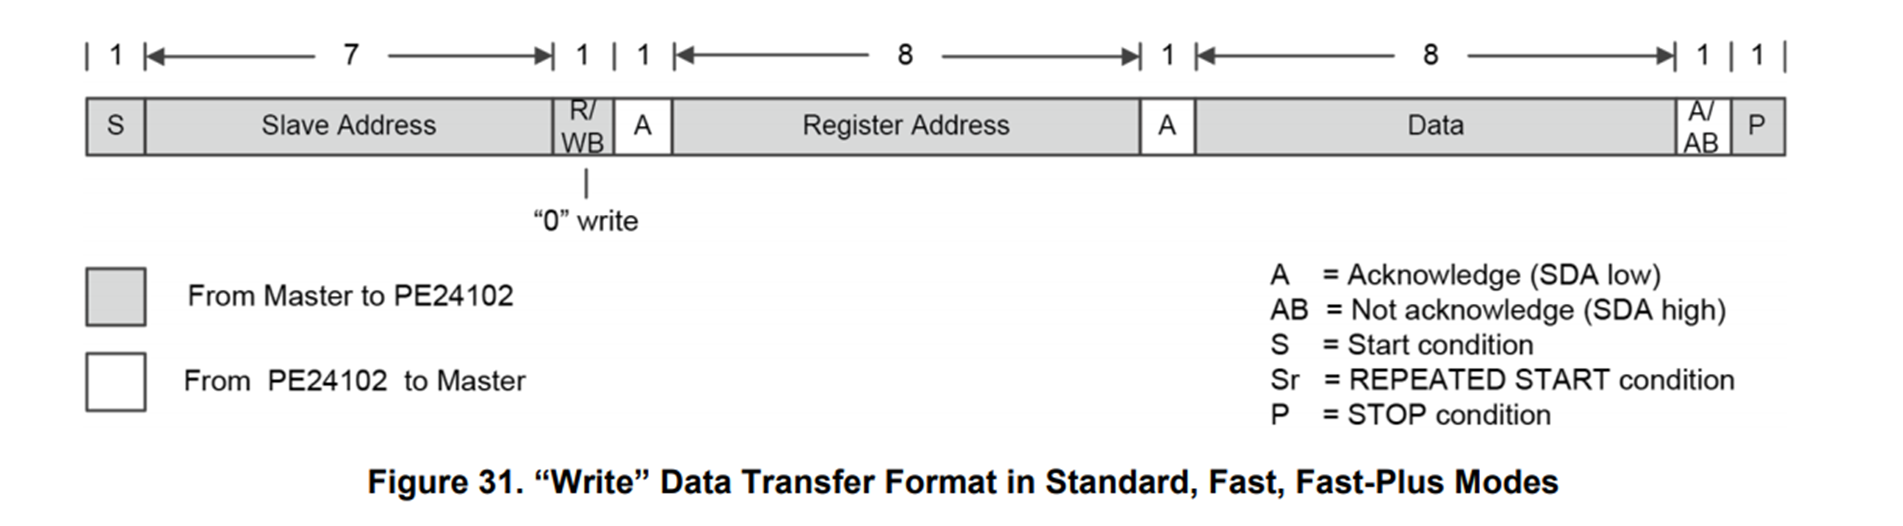 1 7 1 1 8 1 8 1 1
S Slave Address R/WB A Register Address A Data A/AB P
“0” write
From Master to PE24102
From PE24102 to Master
A = Acknowledge (SDA low)
AB = Not acknowledge (SDA high)
S = Start condition
Sr = REPEATED START condition
P = STOP condition
Figure 31. “Write” Data Transfer Format in Standard, Fast, Fast-Plus Modes